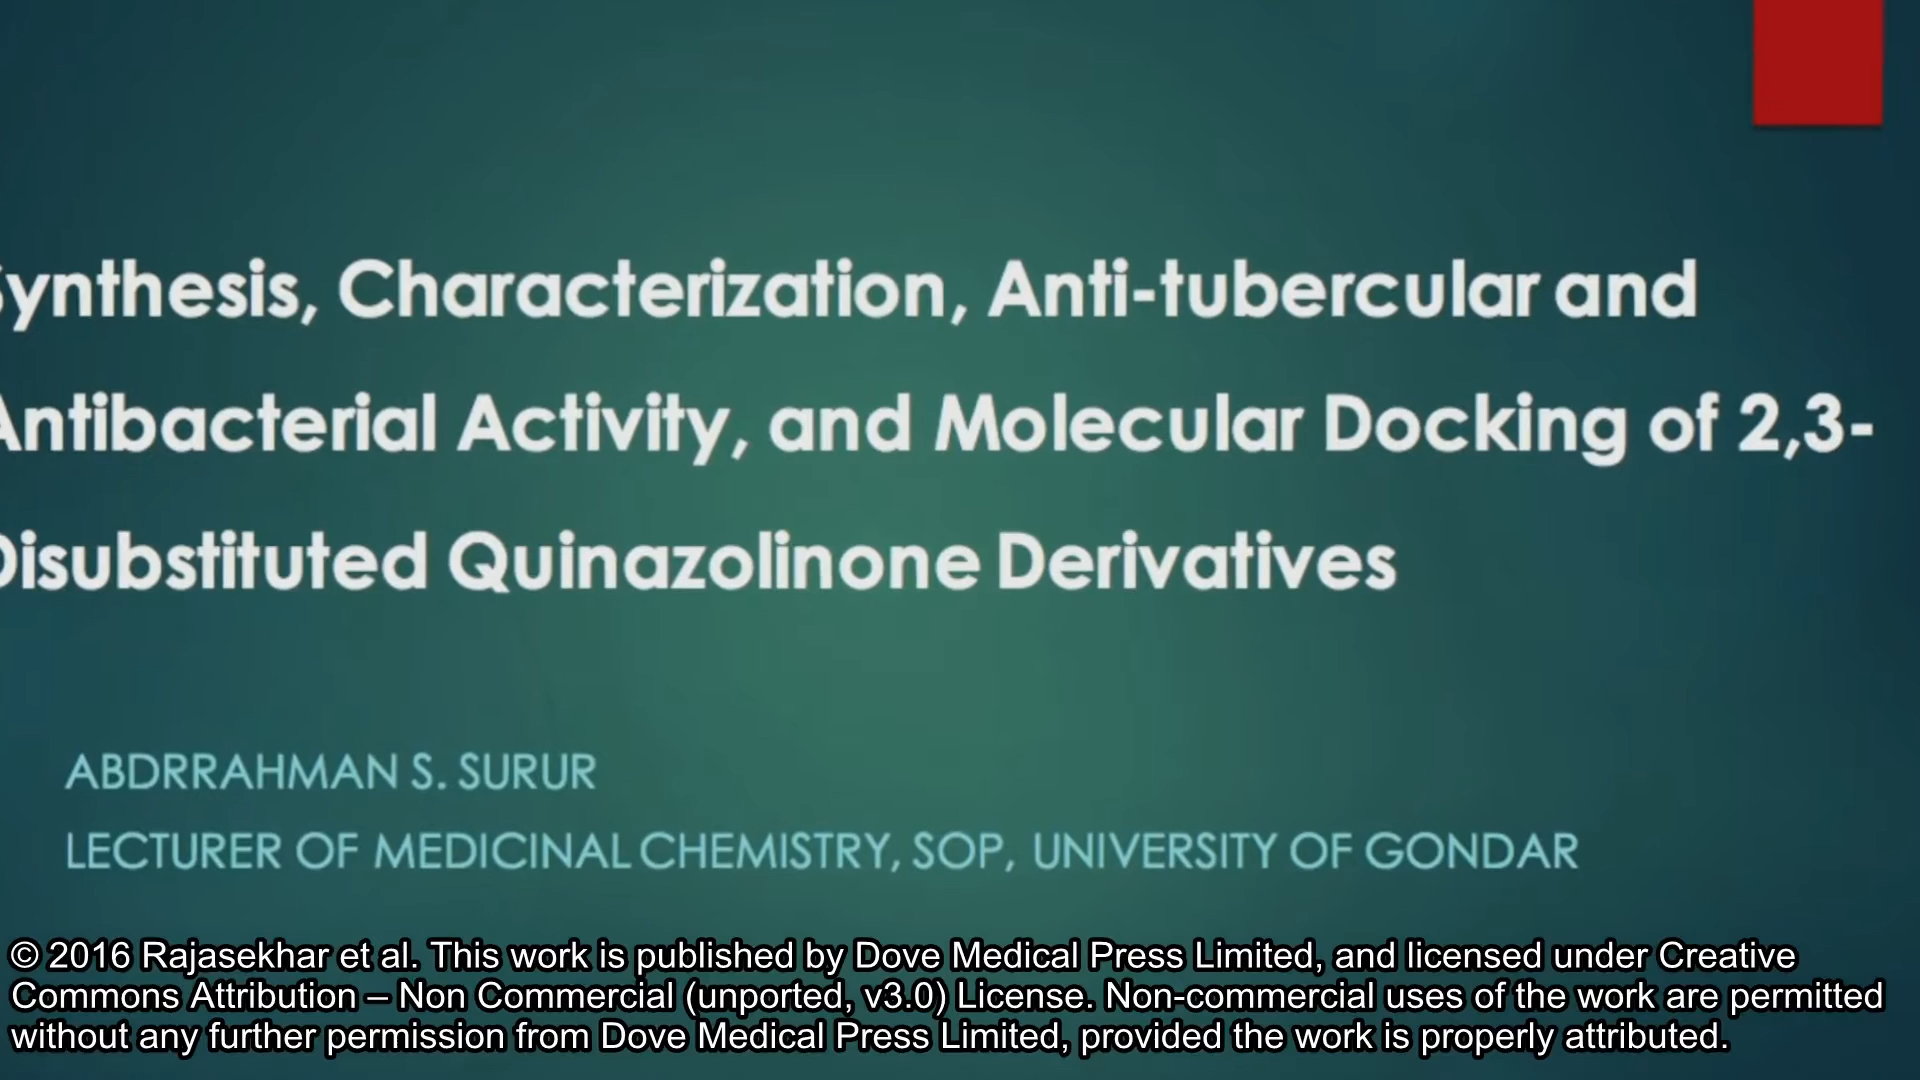 Synthesis, Characterization, Anti-tubercular and
Antibacterial Activity, and Molecular Docking of 2,3-
Disubstituted Quinazolinone Derivatives
ABDRRAHMAN S. SURUR
LECTURER OF MEDICINAL CHEMISTRY, SOP, UNIVERSITY OF GONDAR
© 2016 Rajasekhar et al. This work is published by Dove Medical Press Limited, and licensed under Creative
Commons Attribution – Non Commercial (unported, v3.0) License. Non-commercial uses of the work are permitted
without any further permission from Dove Medical Press LImited, provided the work is properly attributed.